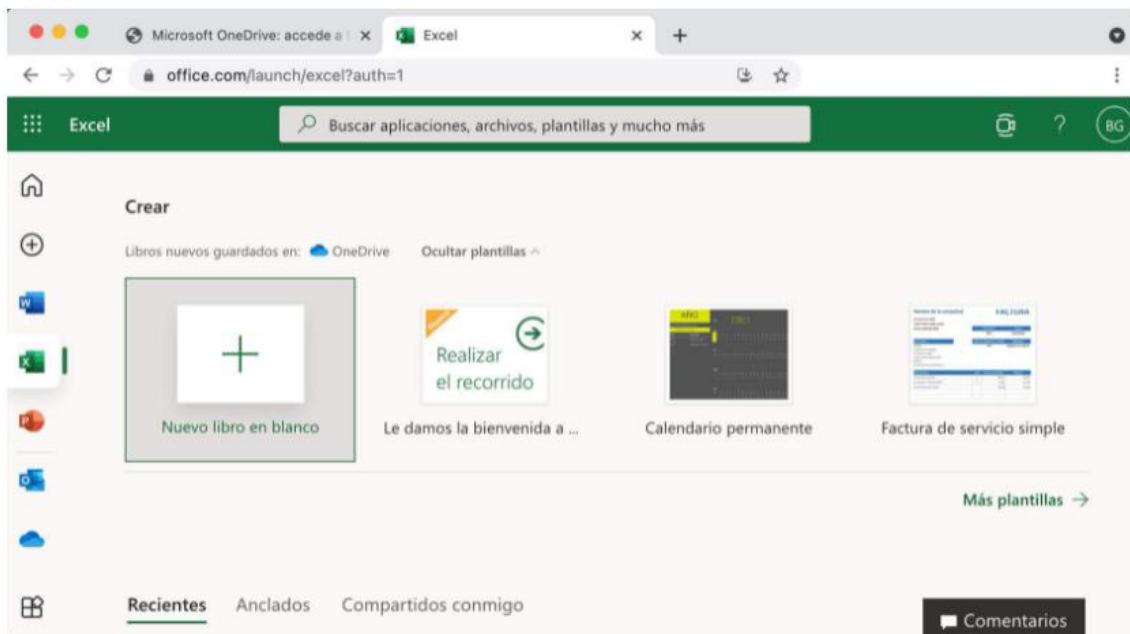 Microsoft OneDrive: accede a
Excel
office.com/launch/excel?auth=1
Excel
Buscar aplicaciones, archivos, plantillas y mucho más
?
BG
Crear
Libros nuevos guardados en: OneDrive
Ocultar plantillas
Realizar
el recorrido
AÑO
Nuevo libro en blanco
Le damos la bienvenida a ...
Calendario permanente
Factura de servicio simple
Más plantillas
Recientes
Anclados
Compartidos conmigo
Comentarios